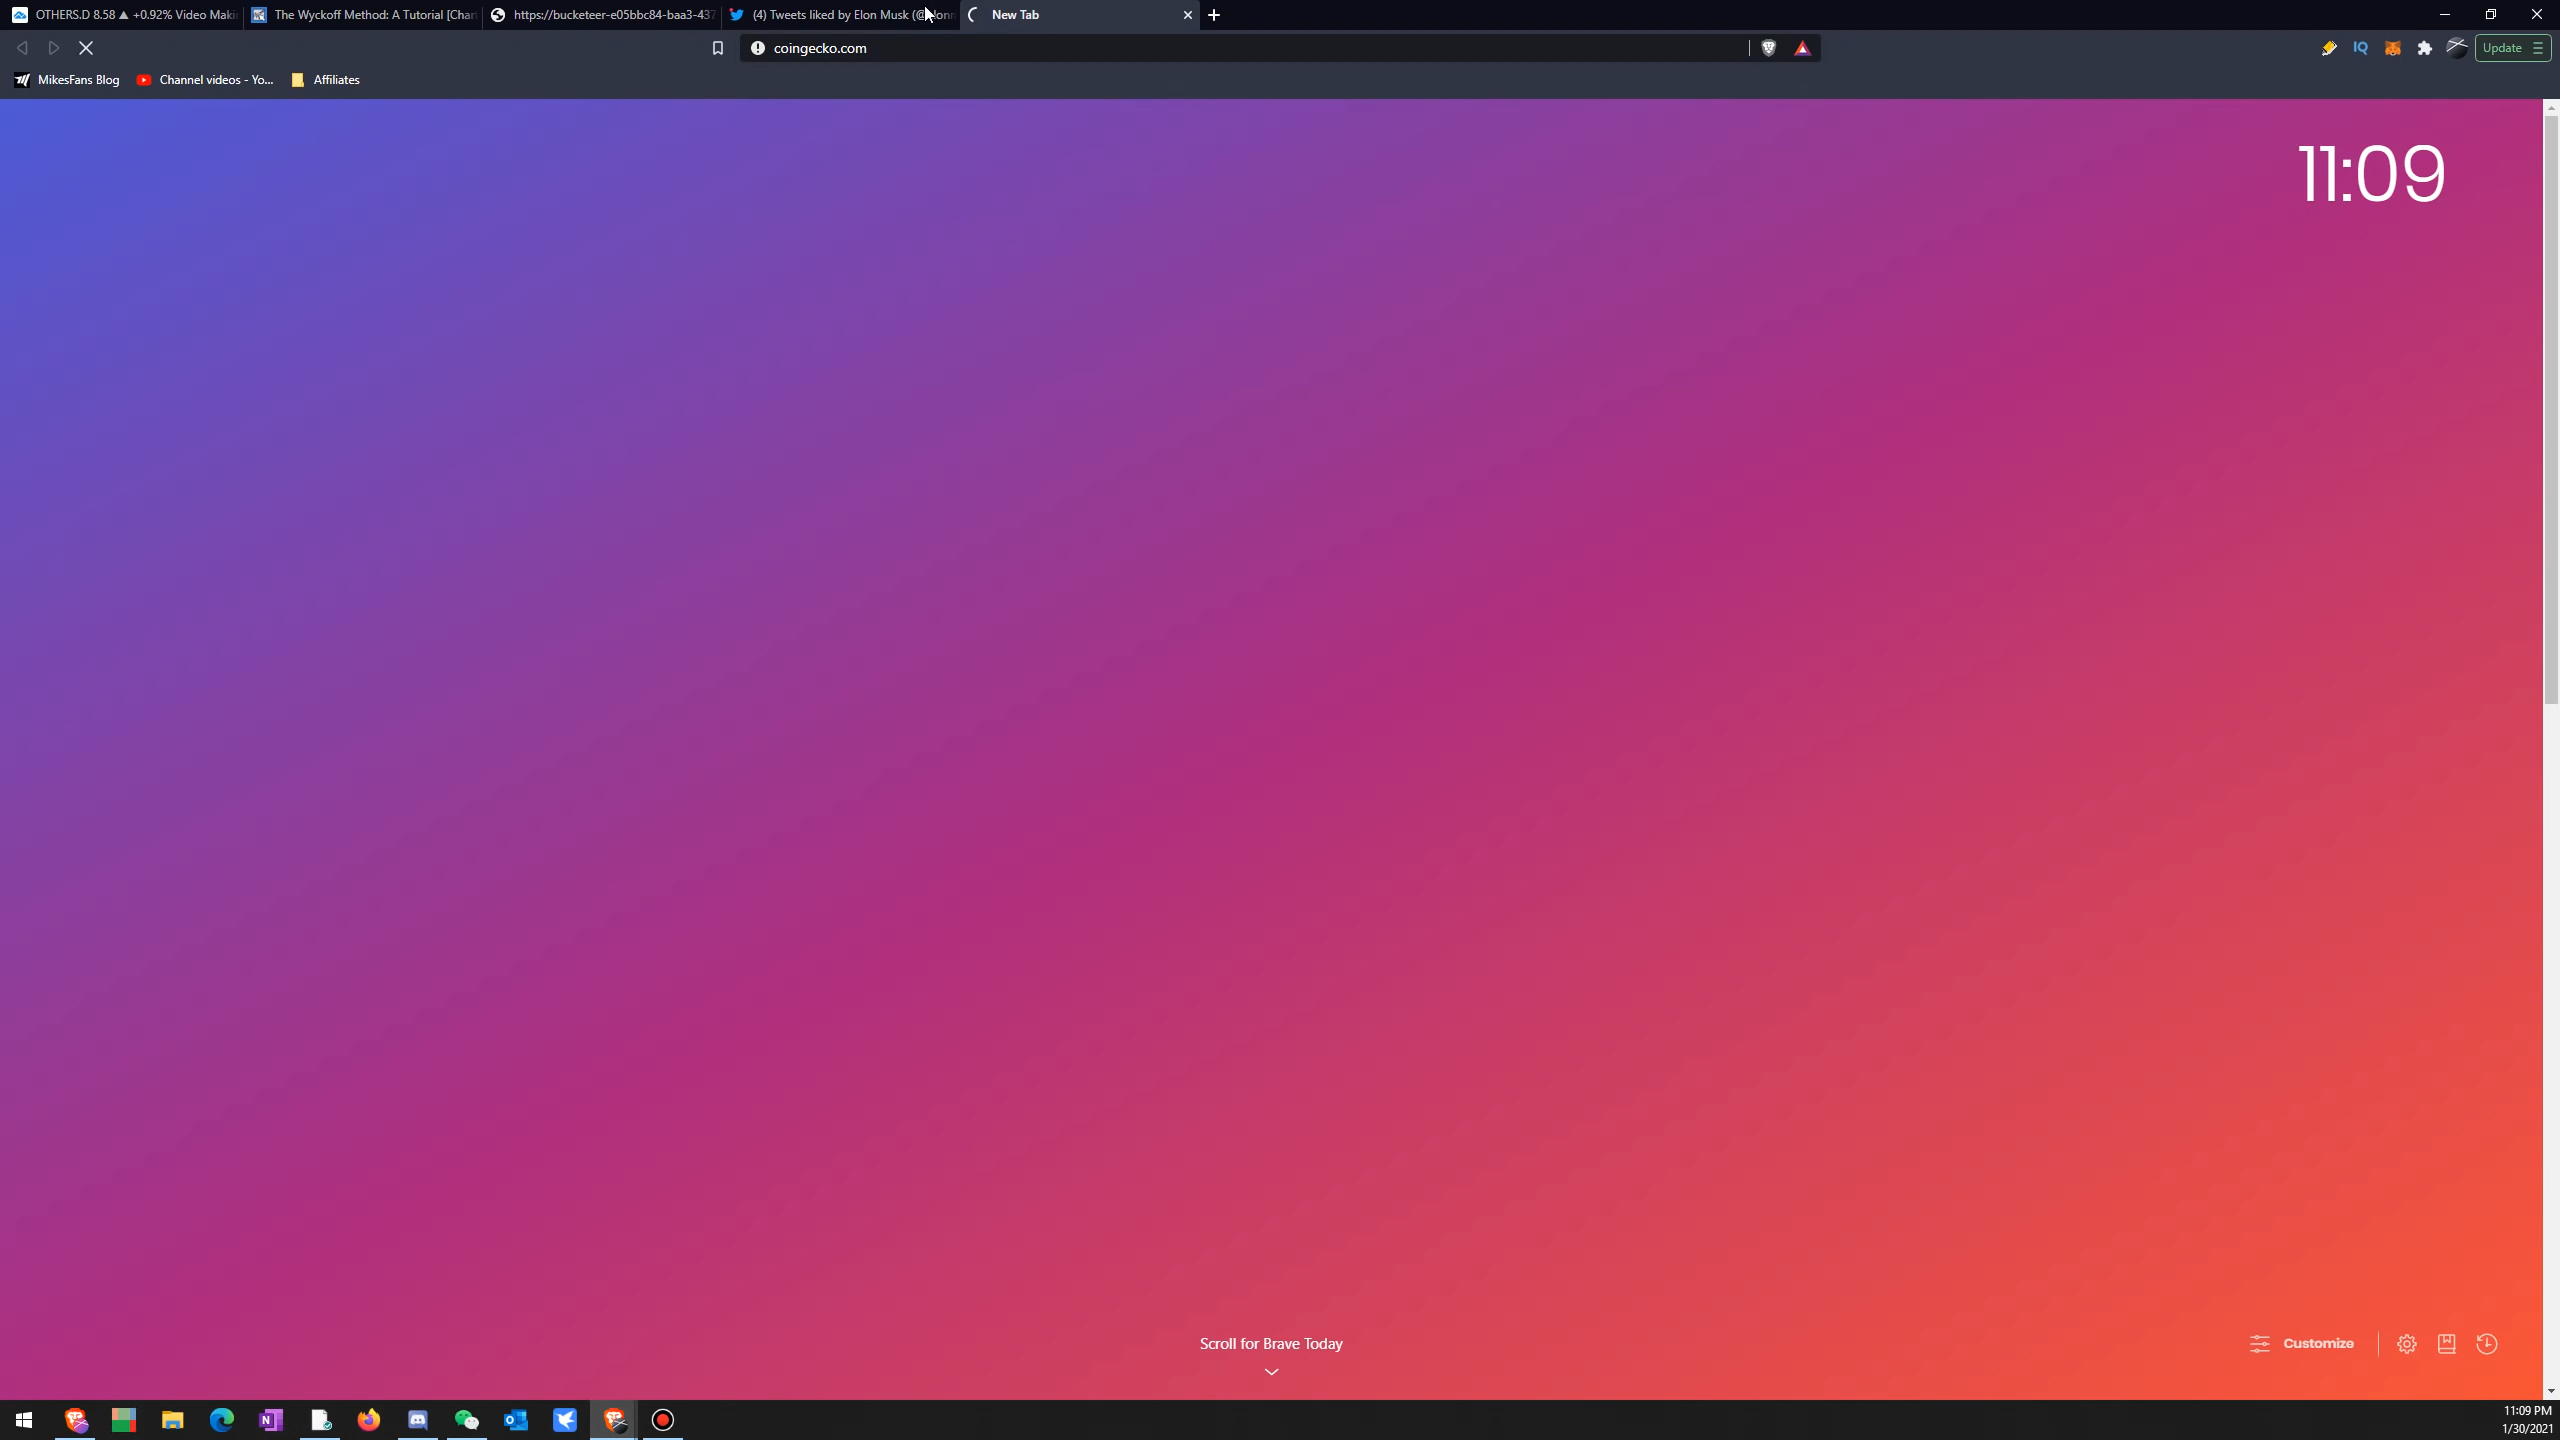 OTHERS.D 8.58 ▲ +0.92% Video Maki
The Wyckoff Method: A Tutorial [Char
https://bucketeer-e05bbc84-baa3-437
(4) Tweets liked by Elon Musk (@
New Tab
coingecko.com
IQ
Update
MikesFans Blog
Channel videos - Yo...
Affiliates
11:09
Scroll for Brave Today
Customize
11:09 PM
1/30/2021